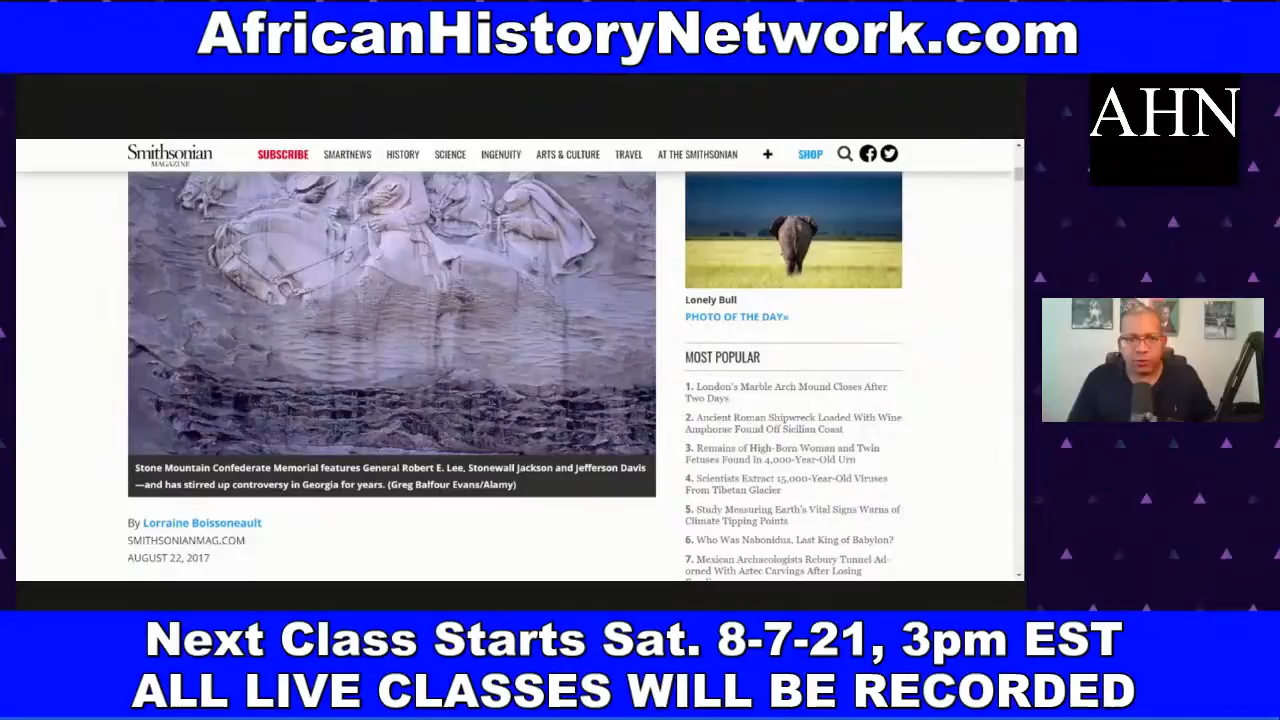 AfricanHistoryNetwork.com
AHN
Smithsonian
MAGAZINE
SUBSCRIBE SMARTNEWS HISTORY SCIENCE INGENUITY ARTS & CULTURE TRAVEL AT THE SMITHSONIAN + SHOP
Stone Mountain Confederate Memorial features General Robert E. Lee, Stonewall Jackson and Jefferson Davis
—and has stirred up controversy in Georgia for years. (Greg Balfour Evans/Alamy)
By Lorraine Boissoneault
SMITHSONIANMAG.COM
AUGUST 22, 2017
Lonely Bull
PHOTO OF THE DAY»
MOST POPULAR
1. London's Marble Arch Mound Closes After
Two Days
2. Ancient Roman Shipwreck Loaded With Wine
Amphorae Found Off Sicilian Coast
3. Remains of High-Born Woman and Twin
Fetuses Found in 4,000-Year-Old Urn
4. Scientists Extract 15,000-Year-Old Viruses
From Tibetan Glacier
5. Study Measuring Earth's Vital Signs Warns of
Climate Tipping Points
6. Who Was Nabonidus, Last King of Babylon?
7. Mexican Archaeologists Rebury Tunnel Ad-
orned With Aztec Carvings After Losing
Next Class Starts Sat. 8-7-21, 3pm EST
ALL LIVE CLASSES WILL BE RECORDED